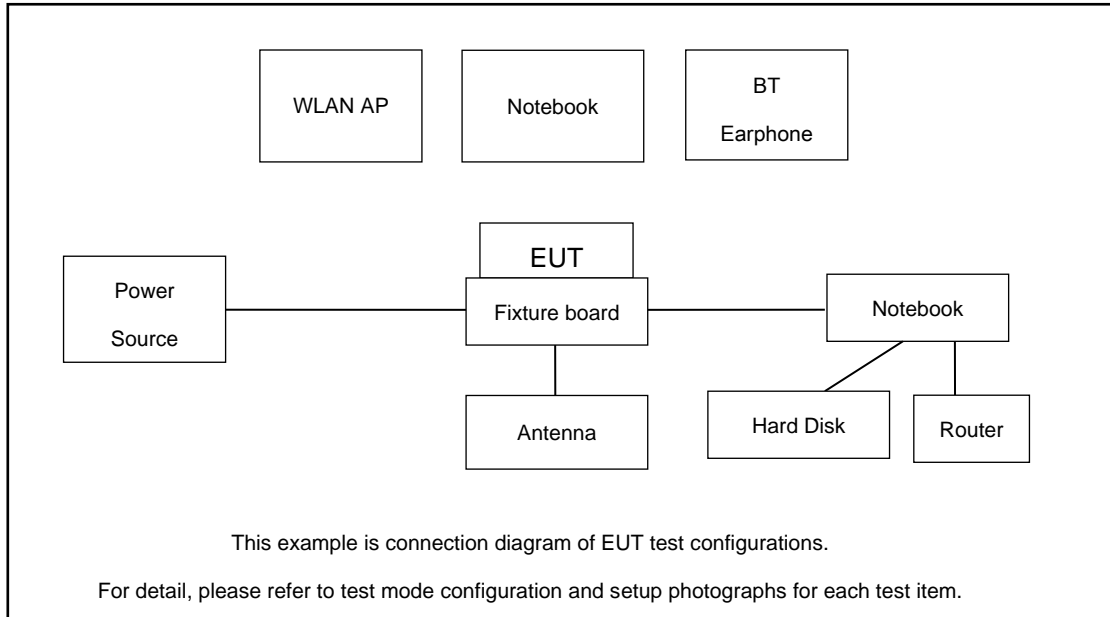 WLAN AP
Notebook
BT
Earphone
EUT
Power
Source
Fixture board
Notebook
Antenna
Hard Disk
Router
This example is connection diagram of EUT test configurations.
For detail, please refer to test mode configuration and setup photographs for each test item.